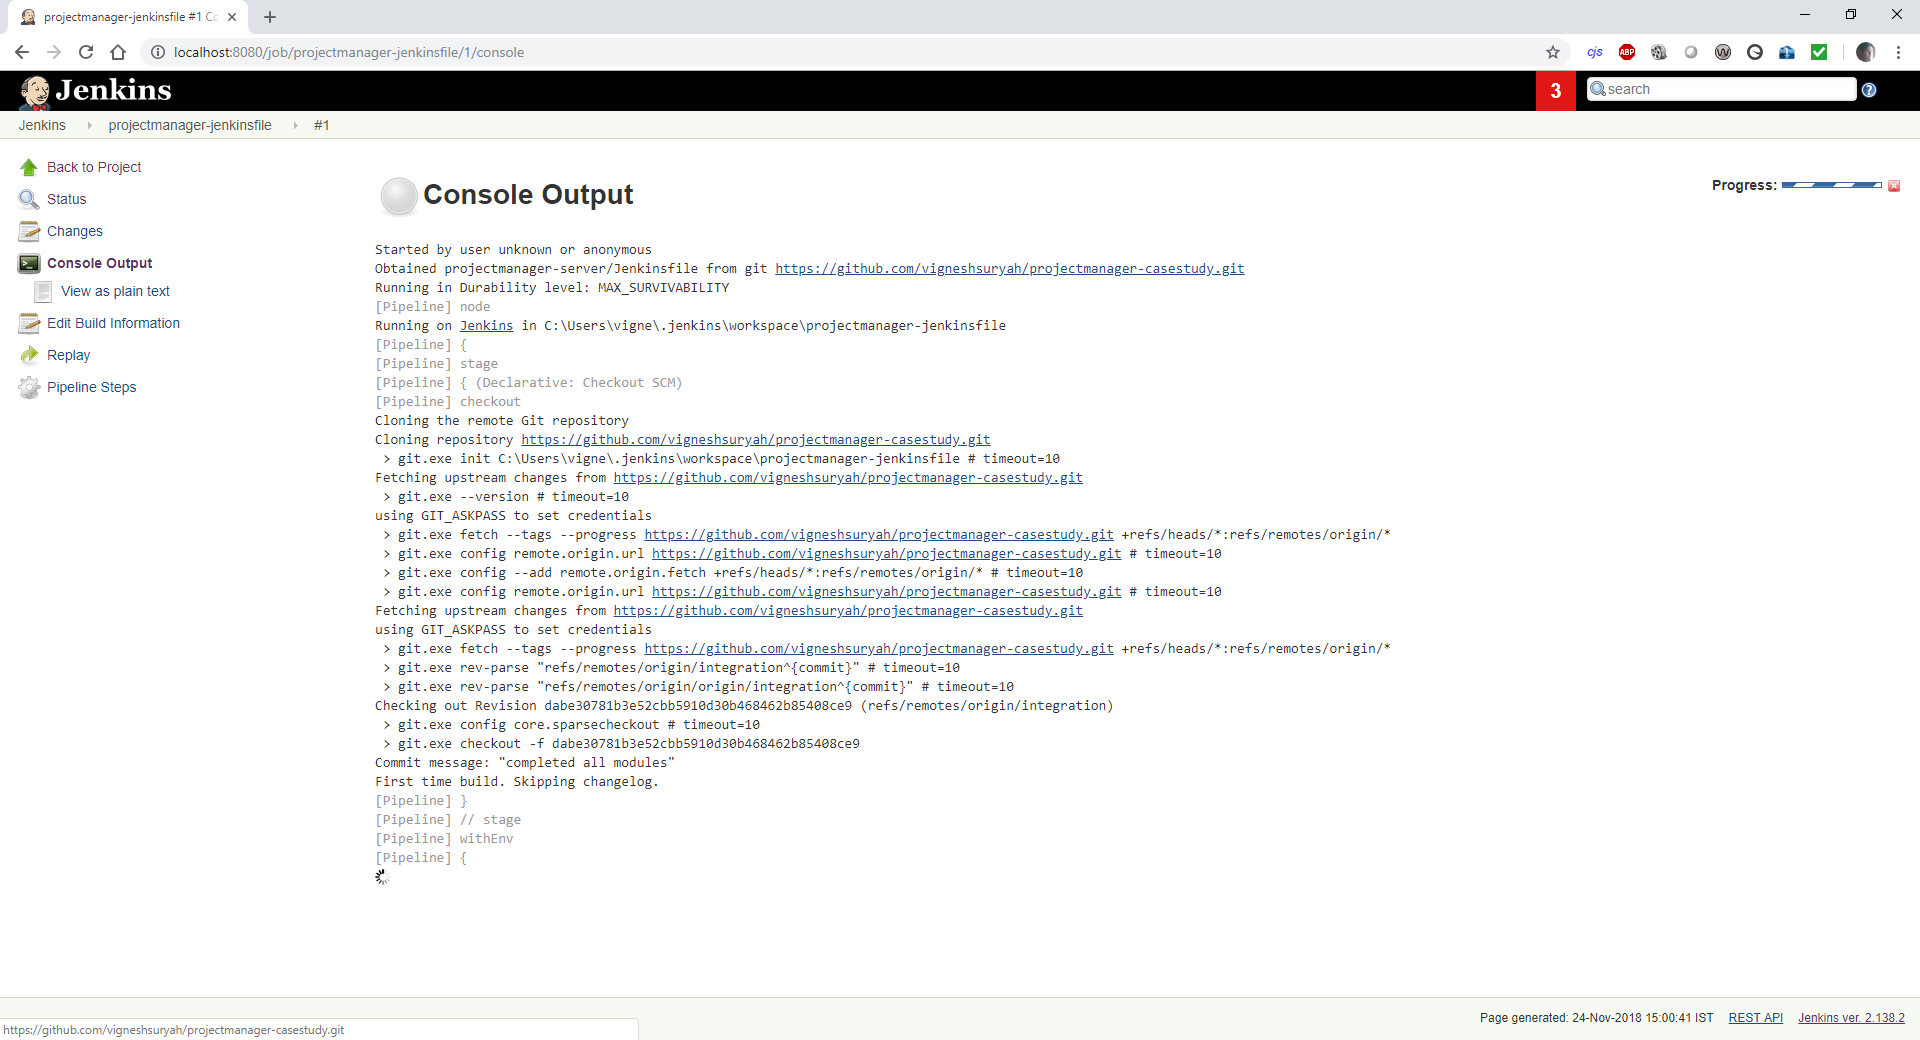 projectmanager-jenkinsfile #1 Co
localhost:8080/job/projectmanager-jenkinsfile/1/console
cjs
ABP
Jenkins
3
search
Jenkins
projectmanager-jenkinsfile
#1
Back to Project
Status
Changes
Console Output
View as plain text
Edit Build Information
Replay
Pipeline Steps
Console Output
Progress:
Started by user unknown or anonymous
Obtained projectmanager-server/Jenkinsfile from git https://github.com/vigneshsuryah/projectmanager-casestudy.git
Running in Durability level: MAX_SURVIVABILITY
[Pipeline] node
Running on Jenkins in C:\Users\vigne\.jenkins\workspace\projectmanager-jenkinsfile
[Pipeline] {
[Pipeline] stage
[Pipeline] { (Declarative: Checkout SCM)
[Pipeline] checkout
Cloning the remote Git repository
Cloning repository https://github.com/vigneshsuryah/projectmanager-casestudy.git
> git.exe init C:\Users\vigne\.jenkins\workspace\projectmanager-jenkinsfile # timeout=10
Fetching upstream changes from https://github.com/vigneshsuryah/projectmanager-casestudy.git
> git.exe --version # timeout=10
using GIT_ASKPASS to set credentials
> git.exe fetch --tags --progress https://github.com/vigneshsuryah/projectmanager-casestudy.git +refs/heads/*:refs/remotes/origin/*
> git.exe config remote.origin.url https://github.com/vigneshsuryah/projectmanager-casestudy.git # timeout=10
> git.exe config --add remote.origin.fetch +refs/heads/*:refs/remotes/origin/* # timeout=10
> git.exe config remote.origin.url https://github.com/vigneshsuryah/projectmanager-casestudy.git # timeout=10
Fetching upstream changes from https://github.com/vigneshsuryah/projectmanager-casestudy.git
using GIT_ASKPASS to set credentials
> git.exe fetch --tags --progress https://github.com/vigneshsuryah/projectmanager-casestudy.git +refs/heads/*:refs/remotes/origin/*
> git.exe rev-parse "refs/remotes/origin/integration^{commit}" # timeout=10
> git.exe rev-parse "refs/remotes/origin/origin/integration^{commit}" # timeout=10
Checking out Revision dabe30781b3e52cbb5910d30b468462b85408ce9 (refs/remotes/origin/integration)
> git.exe config core.sparsecheckout # timeout=10
> git.exe checkout -f dabe30781b3e52cbb5910d30b468462b85408ce9
Commit message: "completed all modules"
First time build. Skipping changelog.
[Pipeline] }
[Pipeline] // stage
[Pipeline] withEnv
[Pipeline] {
Page generated: 24-Nov-2018 15:00:41 IST
REST API
Jenkins ver. 2.138.2
https://github.com/vigneshsuryah/projectmanager-casestudy.git